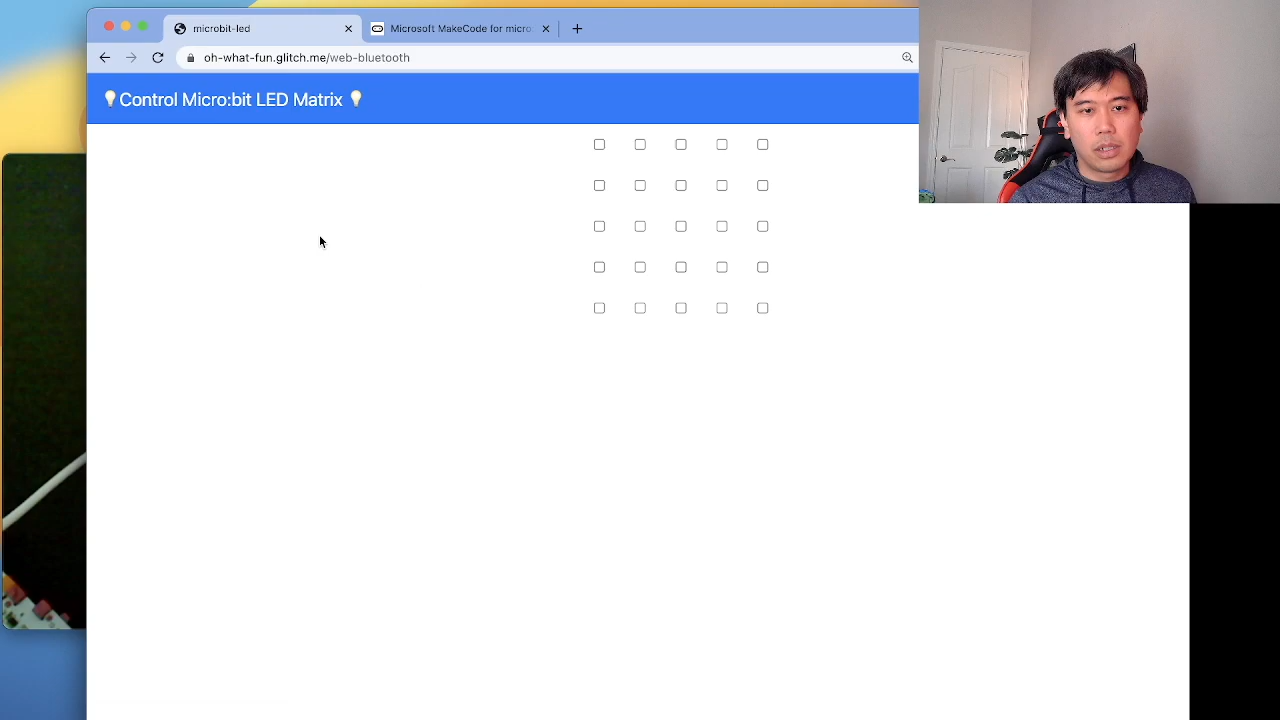 microbit-led
Microsoft MakeCode for micro:
oh-what-fun.glitch.me/web-bluetooth
💡Control Micro:bit LED Matrix 💡